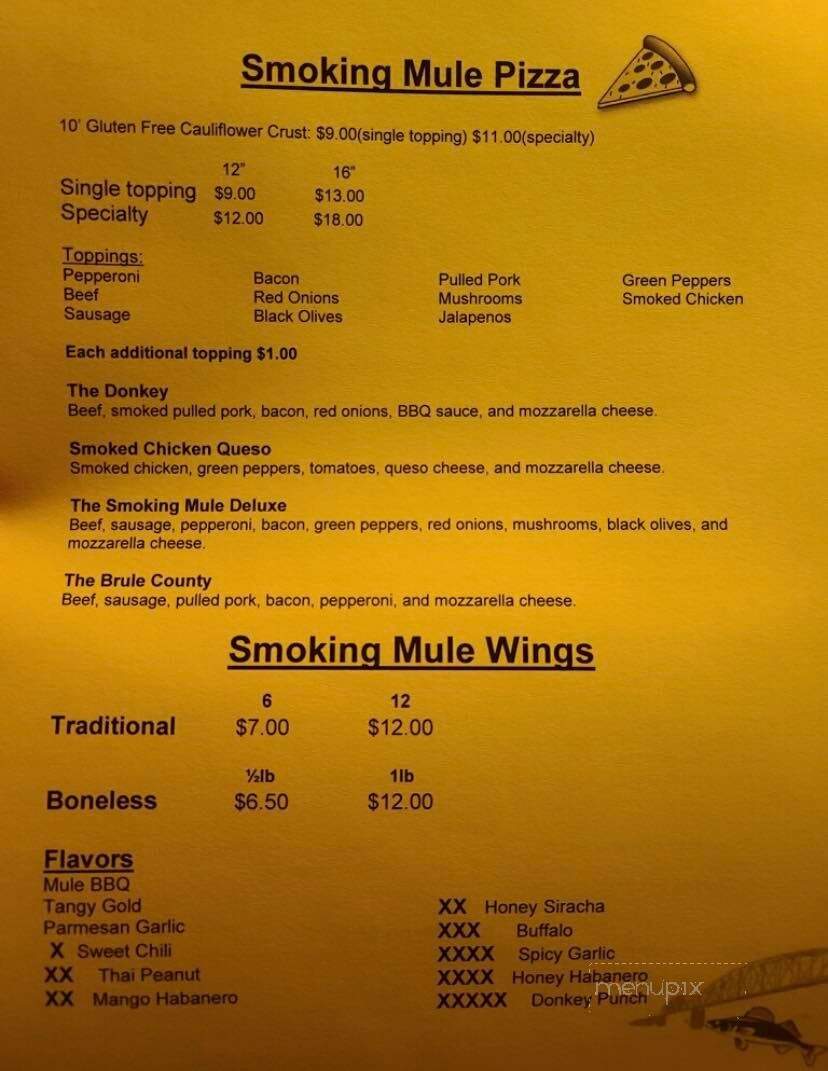 Smoking Mule Pizza
10' Gluten Free Cauliflower Crust: $9.00(single topping) $11.00(specialty)
12" 16"
Single topping $9.00 $13.00
Specialty $12.00 $18.00
Toppings:
Pepperoni Bacon Pulled Pork Green Peppers
Beef Red Onions Mushrooms Smoked Chicken
Sausage Black Olives Jalapenos
Each additional topping $1.00
The Donkey
Beef, smoked pulled pork, bacon, red onions, BBQ sauce, and mozzarella cheese.
Smoked Chicken Queso
Smoked chicken, green peppers, tomatoes, queso cheese, and mozzarella cheese.
The Smoking Mule Deluxe
Beef, sausage, pepperoni, bacon, green peppers, red onions, mushrooms, black olives, and
mozzarella cheese.
The Brule County
Beef, sausage, pulled pork, bacon, pepperoni, and mozzarella cheese.
Smoking Mule Wings
6 12
Traditional $7.00 $12.00
½lb 1lb
Boneless $6.50 $12.00
Flavors
Mule BBQ
Tangy Gold XX Honey Siracha
Parmesan Garlic XXX Buffalo
X Sweet Chili XXXX Spicy Garlic
XX Thai Peanut XXXX Honey Habanero
XX Mango Habanero XXXXX Donkey Punch
menupix